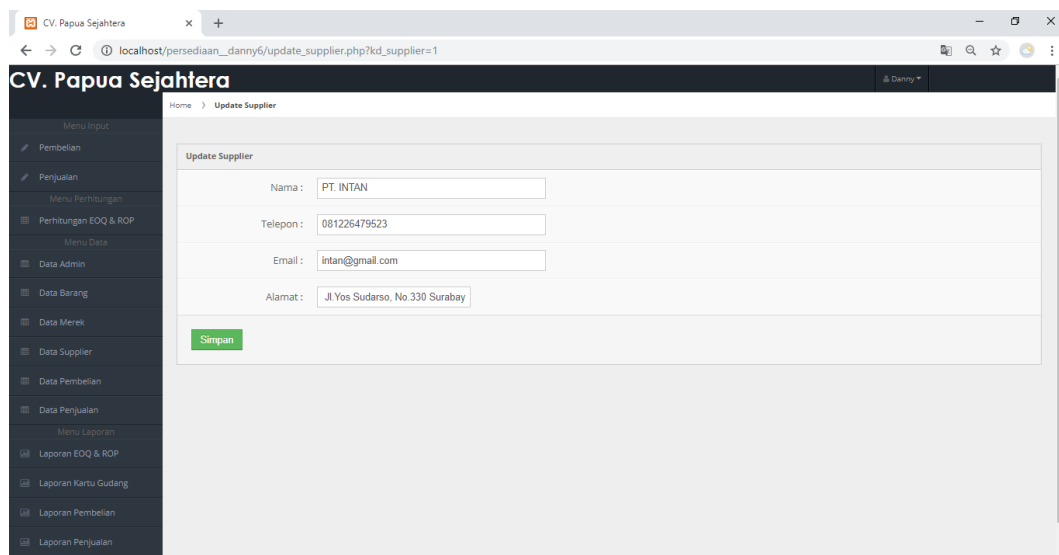 CV. Papua Sejahtera
localhost/persediaan__danny6/update_supplier.php?kd_supplier=1
CV. Papua Sejahtera
Danny
Home > Update Supplier
Menu Input
Pembelian
Penjualan
Menu Perhitungan
Perhitungan EOQ & ROP
Menu Data
Data Admin
Data Barang
Data Merek
Data Supplier
Data Pembelian
Data Penjualan
Menu Laporan
Laporan EOQ & ROP
Laporan Kartu Gudang
Laporan Pembelian
Laporan Penjualan
Update Supplier
Nama : PT. INTAN
Telepon : 081226479523
Email : intan@gmail.com
Alamat : Jl.Yos Sudarso, No.330 Surabay
Simpan